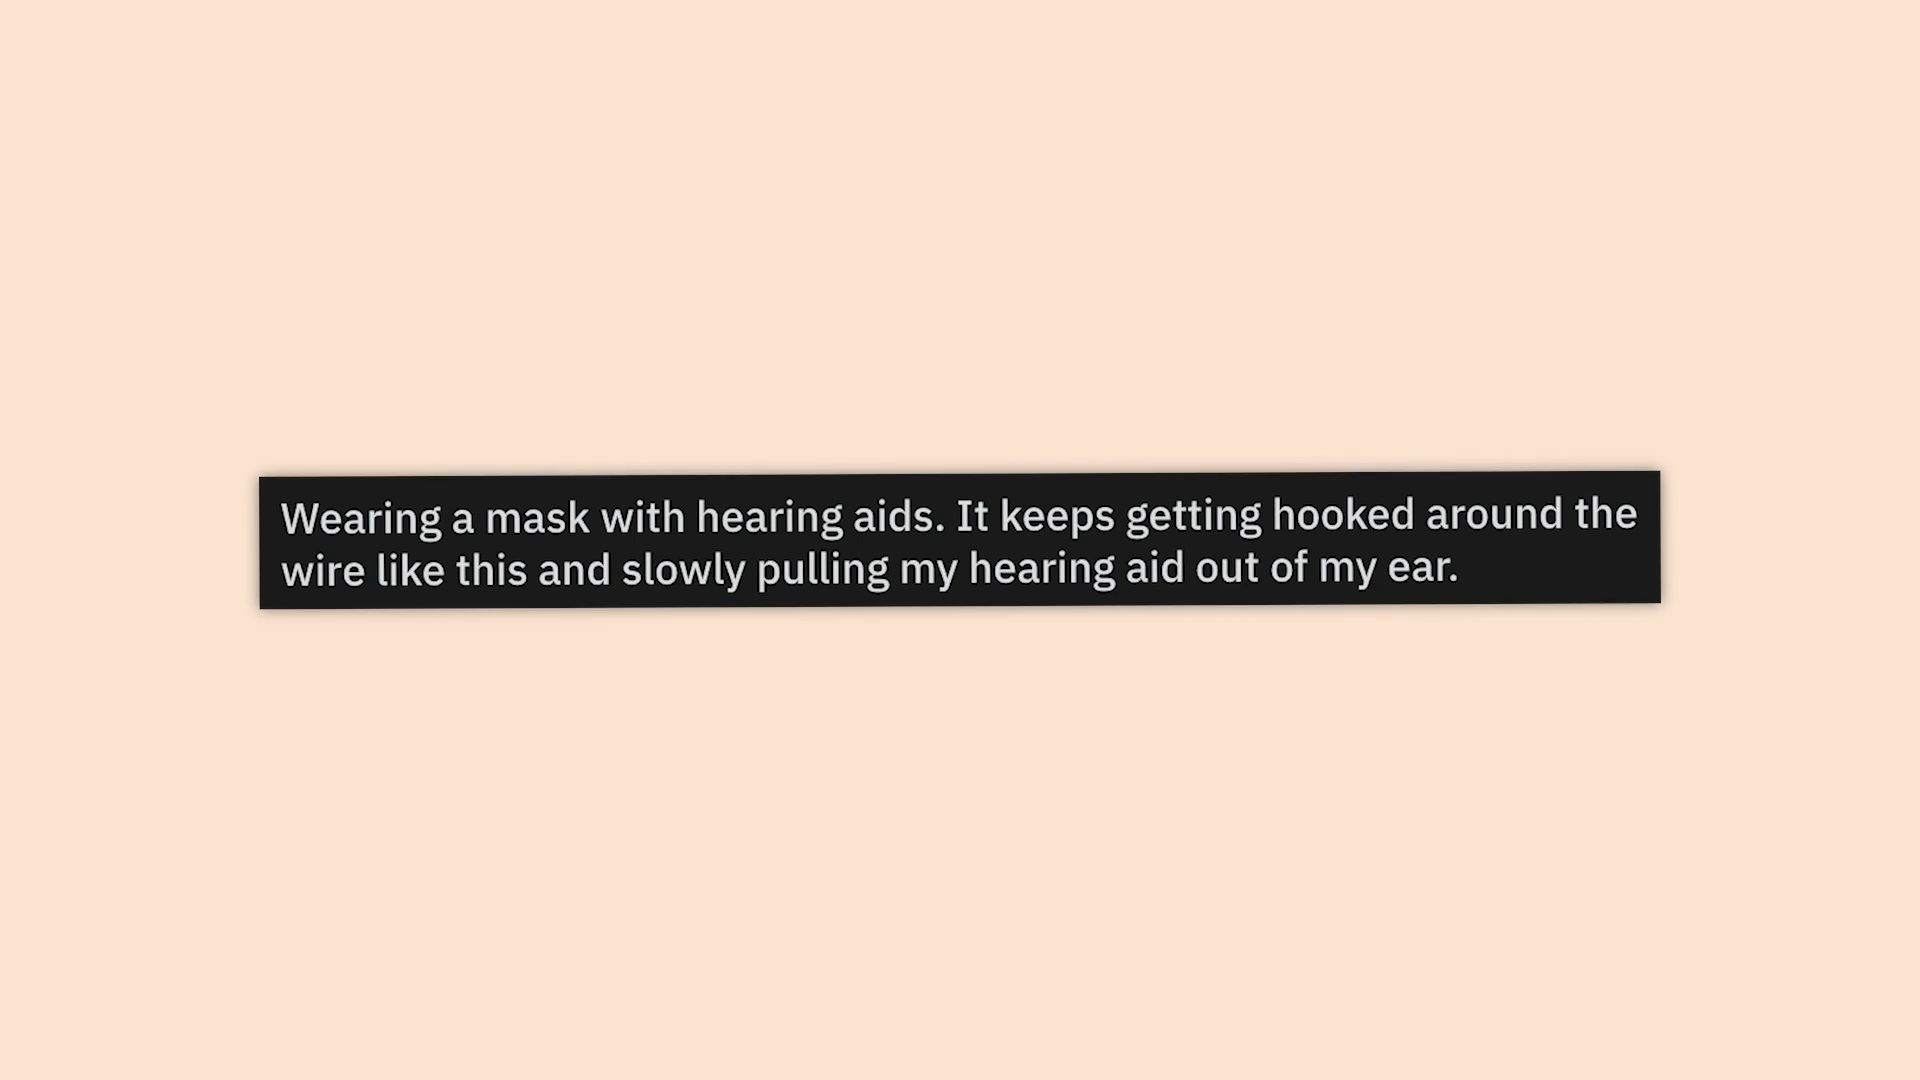 Wearing a mask with hearing aids. It keeps getting hooked around the
wire like this and slowly pulling my hearing aid out of my ear.